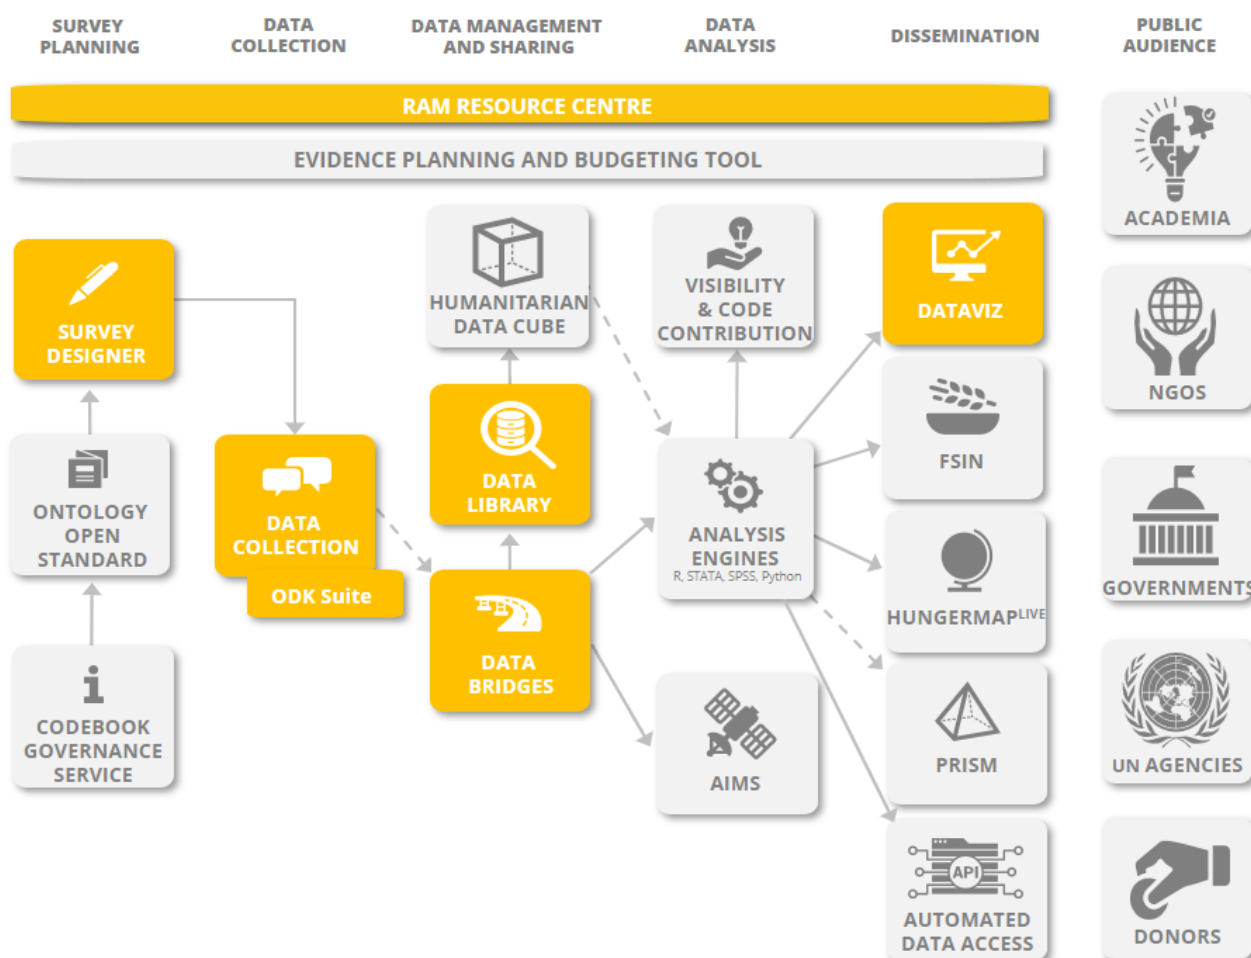 SURVEY
PLANNING
DATA
COLLECTION
DATA MANAGEMENT
AND SHARING
DATA
ANALYSIS
DISSEMINATION
PUBLIC
AUDIENCE
RAM RESOURCE CENTRE
EVIDENCE PLANNING AND BUDGETING TOOL
SURVEY
DESIGNER
ONTOLOGY
OPEN
STANDARD
CODEBOOK
GOVERNANCE
SERVICE
DATA
COLLECTION
ODK Suite
HUMANITARIAN
DATA CUBE
DATA
LIBRARY
DATA
BRIDGES
VISIBILITY
& CODE
CONTRIBUTION
ANALYSIS
ENGINES
R, STATA, SPSS, Python
AIMS
DATAVIZ
FSIN
HUNGERMAPLIVE
PRISM
API
AUTOMATED
DATA ACCESS
ACADEMIA
NGOS
GOVERNMENTS
UN AGENCIES
DONORS